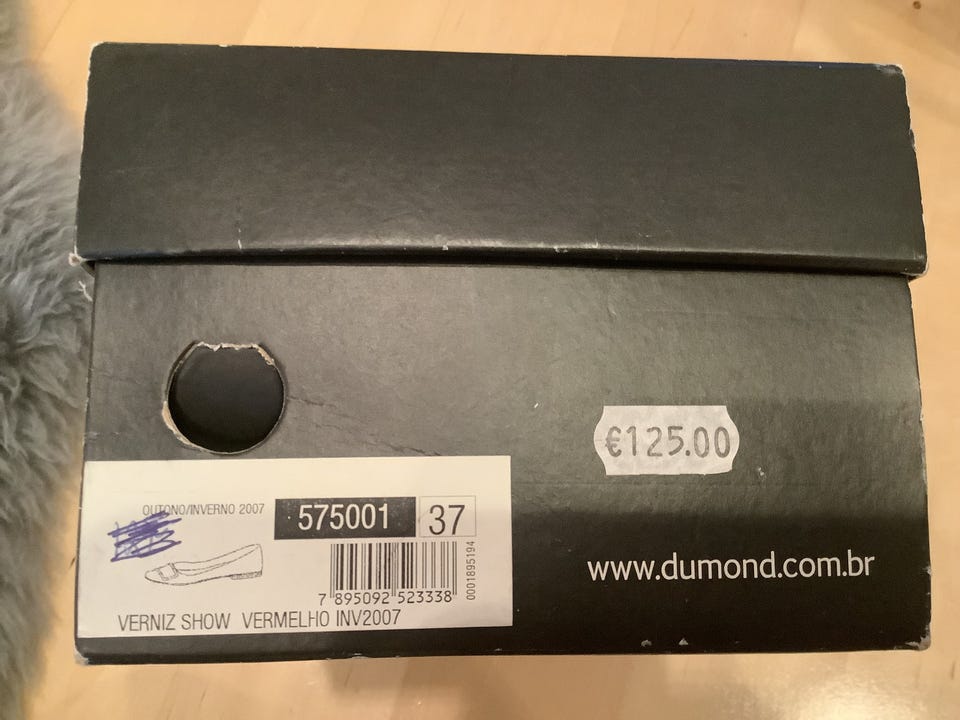 €125.00
OUTONO/INVERNO 2007
575001
37
0001895194
7 895092 523338
VERNIZ SHOW VERMELHO INV2007
www.dumond.com.br